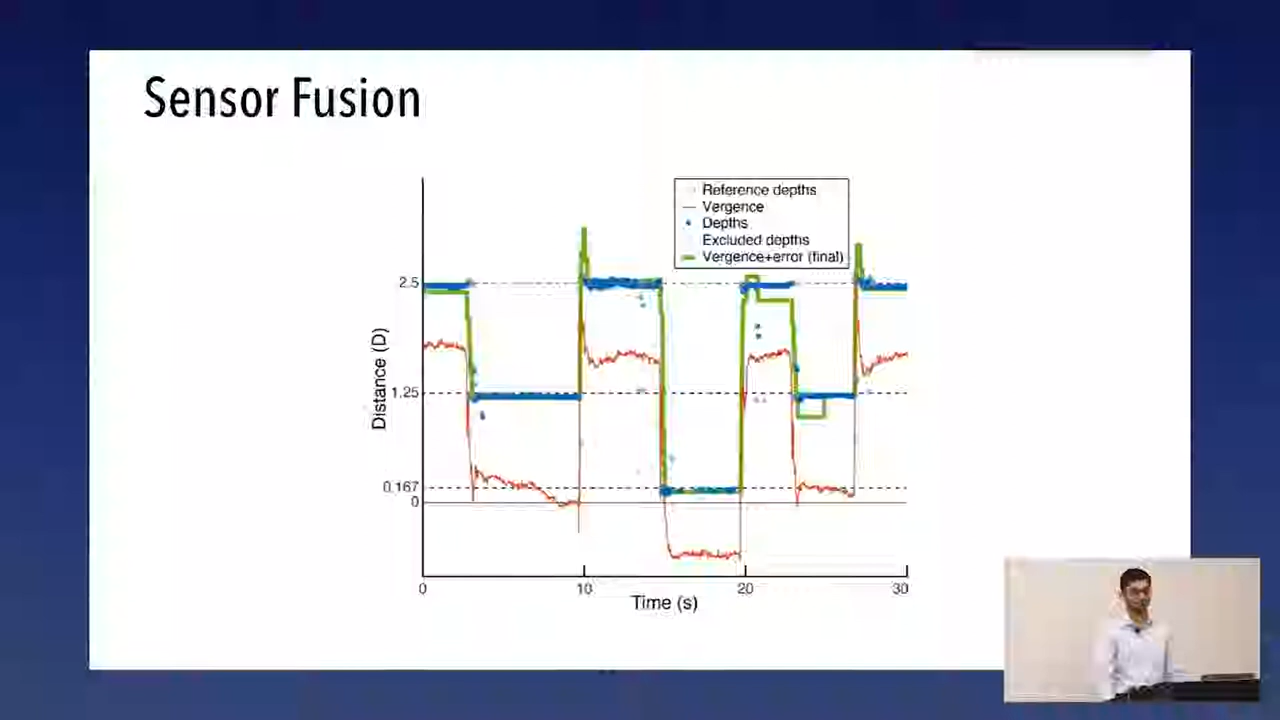 Sensor Fusion
Reference depths
Vergence
Depths
Excluded depths
Vergence+error (final)
2.5
1.25
0.167
0
Distance (D)
0
10
20
30
Time (s)